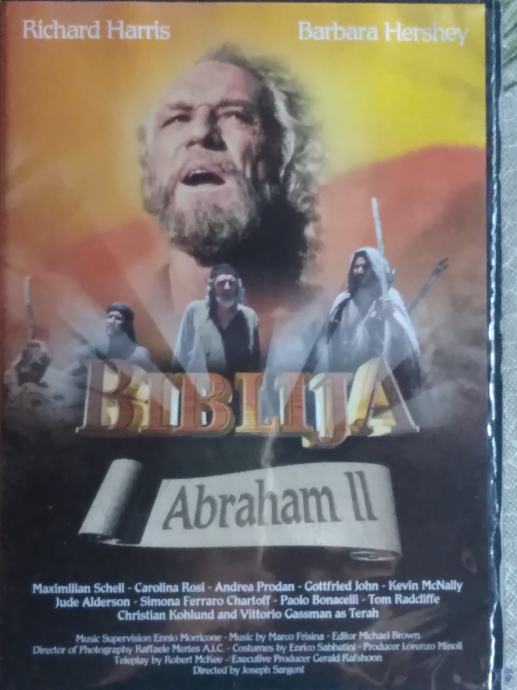 Richard Harris Barbara Hershey
BIBLIJA
Abraham II
Maximilian Schell - Carolina Rosi - Andrea Prodan - Gottfried John - Kevin McNally
Jude Alderson - Simona Ferraro Chartoff - Paolo Bonacelli - Tom Radcliffe
Christian Kohlund and Vittorio Gassman as Terah
Music Supervision Ennio Morricone - Music by Marco Frisina - Editor Michael Brown
Director of Photography Raffaele Mertes A.I.C. - Costumes by Enrico Sabbatini - Producer Lorenzo Minoli
Teleplay by Robert McKee - Executive Producer Gerald Rafshoon
Directed by Joseph Sargent